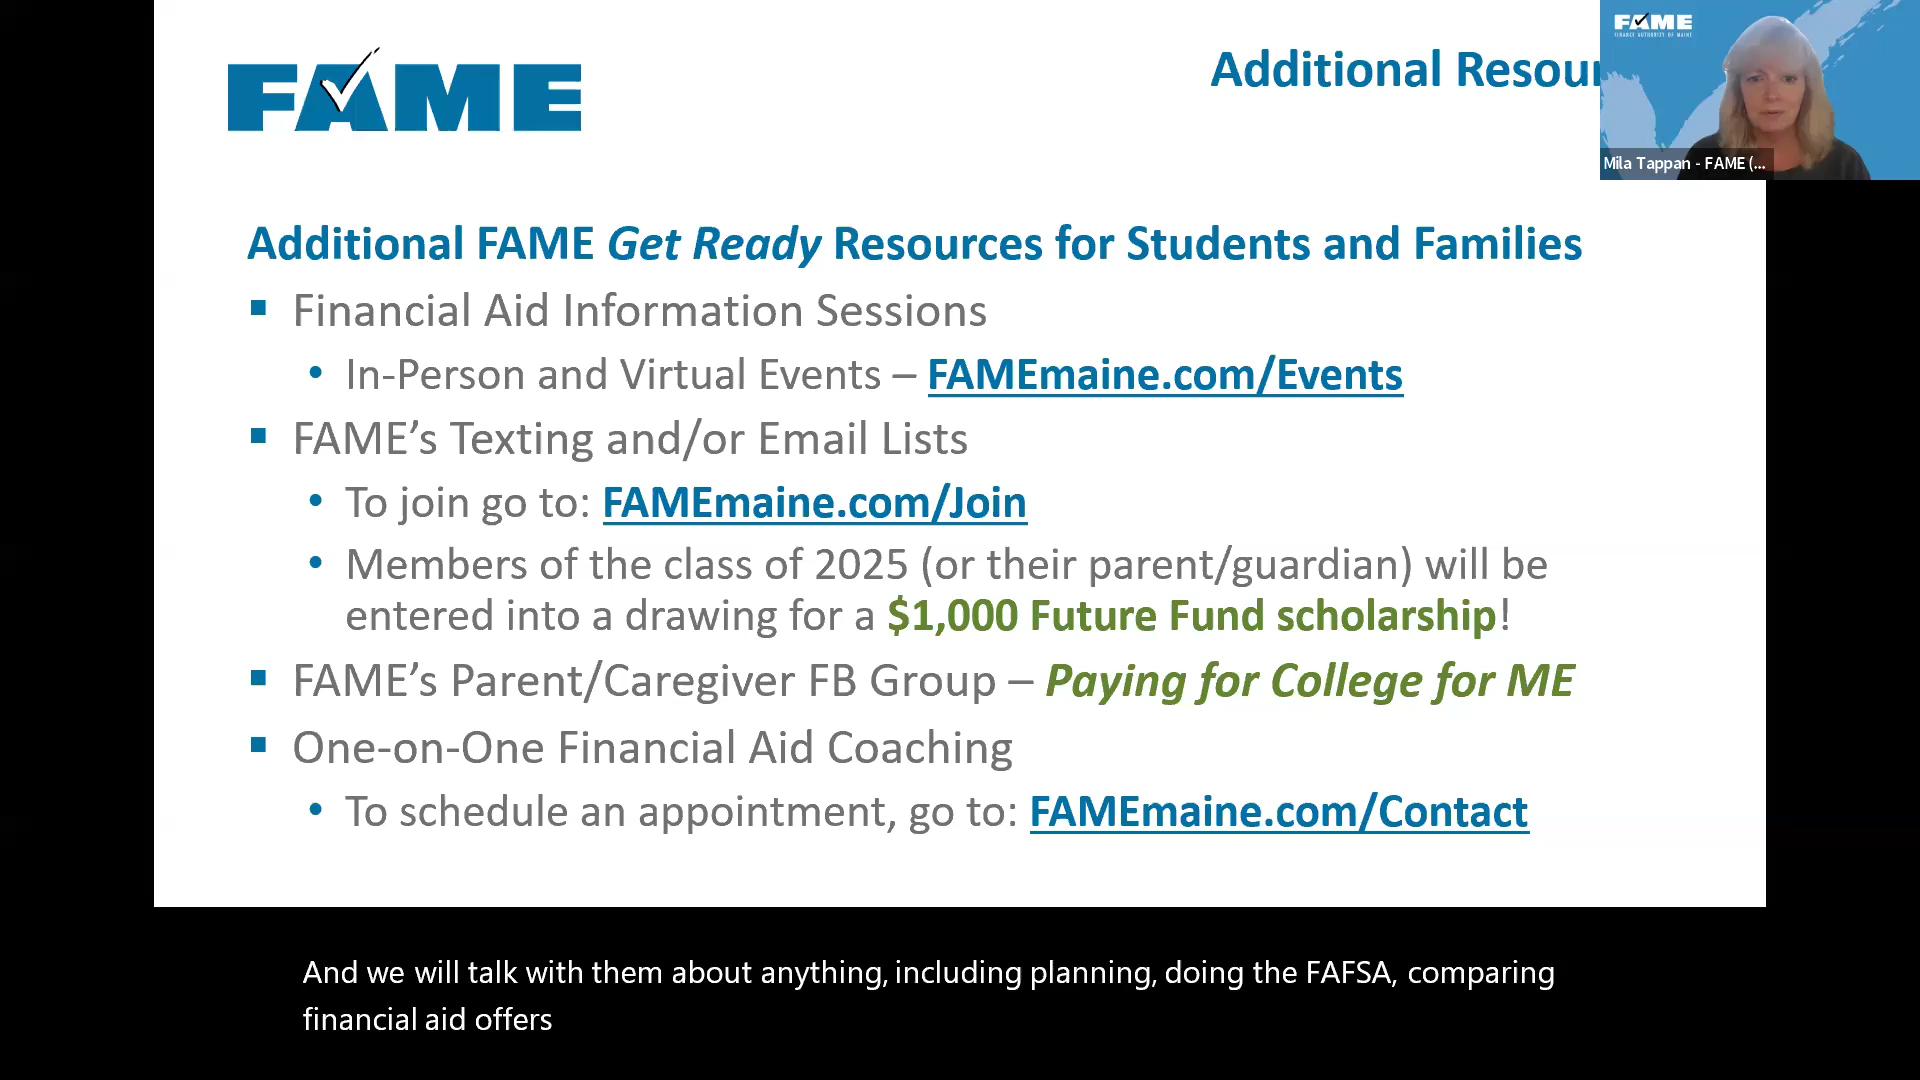 FAME
Additional Resour
FAME
FINANCE AUTHORITY OF MAINE
Mila Tappan - FAME (...
Additional FAME Get Ready Resources for Students and Families
▪ Financial Aid Information Sessions
• In-Person and Virtual Events – FAMEmaine.com/Events
▪ FAME’s Texting and/or Email Lists
• To join go to: FAMEmaine.com/Join
• Members of the class of 2025 (or their parent/guardian) will be
entered into a drawing for a $1,000 Future Fund scholarship!
▪ FAME’s Parent/Caregiver FB Group – Paying for College for ME
▪ One-on-One Financial Aid Coaching
• To schedule an appointment, go to: FAMEmaine.com/Contact
And we will talk with them about anything, including planning, doing the FAFSA, comparing
financial aid offers